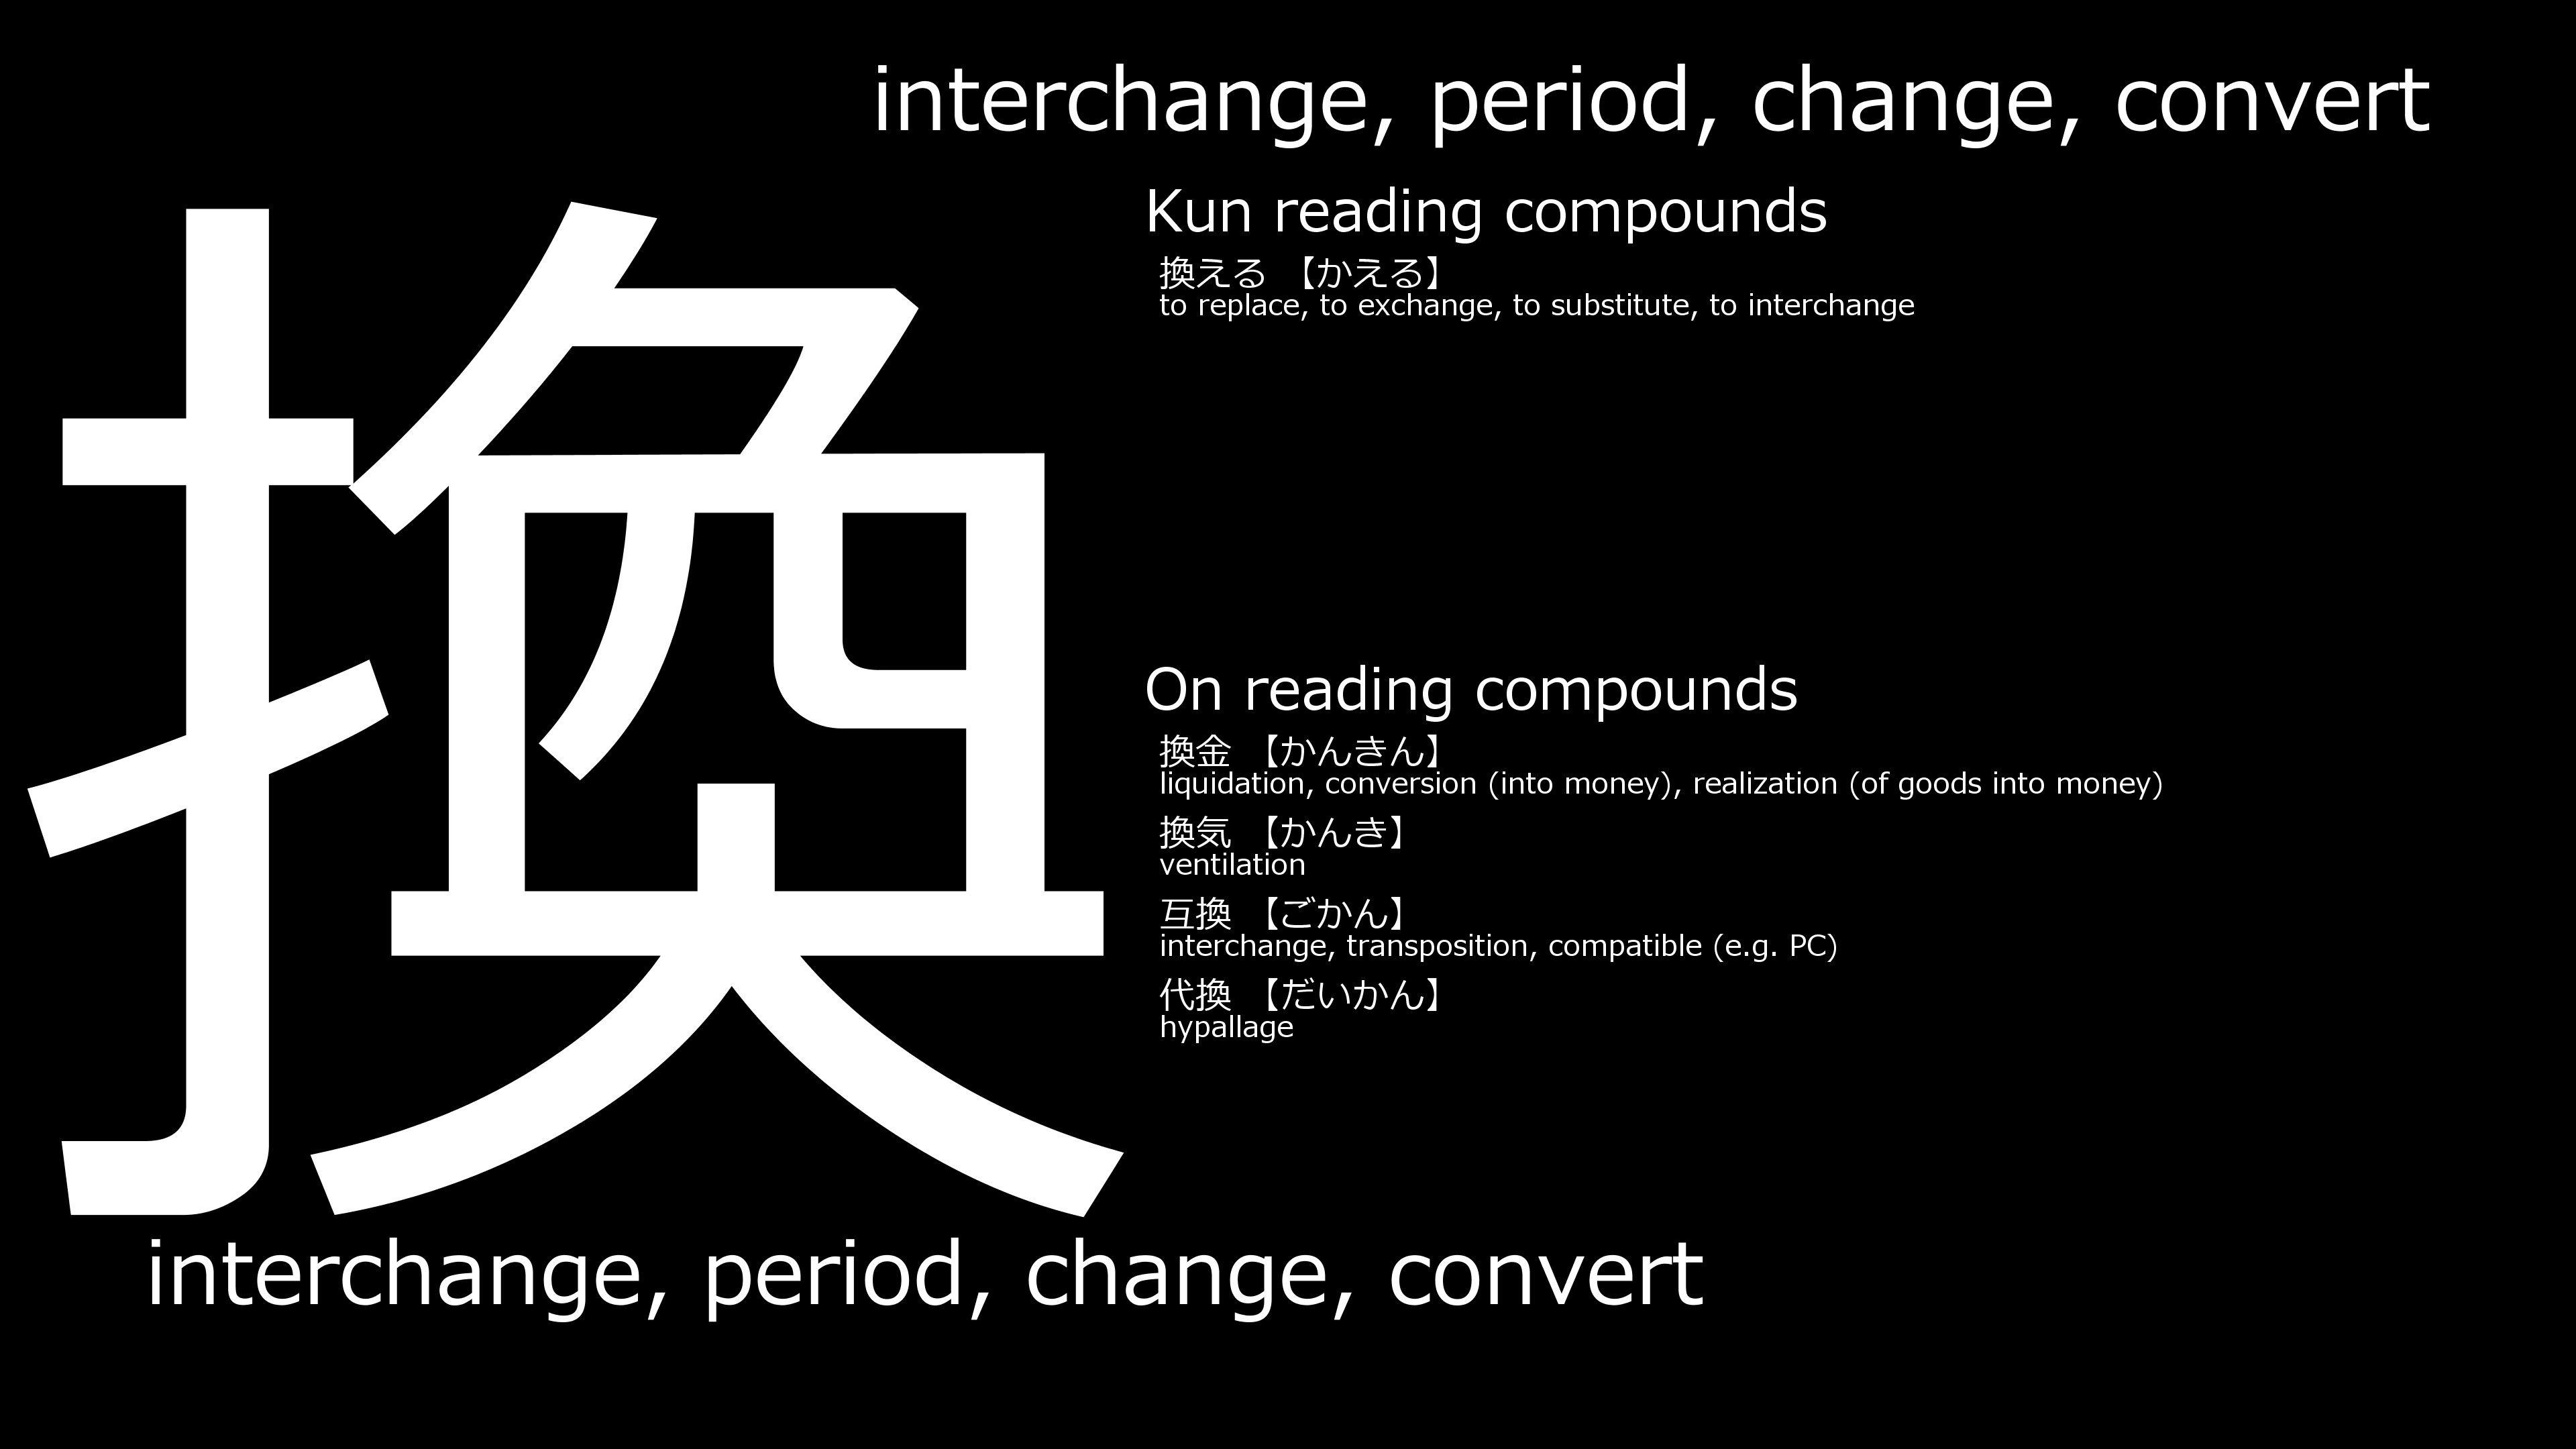 interchange, period, change, convert
換
Kun reading compounds
換える 【かえる】
to replace, to exchange, to substitute, to interchange
On reading compounds
換金 【かんきん】
liquidation, conversion (into money), realization (of goods into money)
換気 【かんき】
ventilation
互換 【ごかん】
interchange, transposition, compatible (e.g. PC)
代換 【だいかん】
hypallage
interchange, period, change, convert